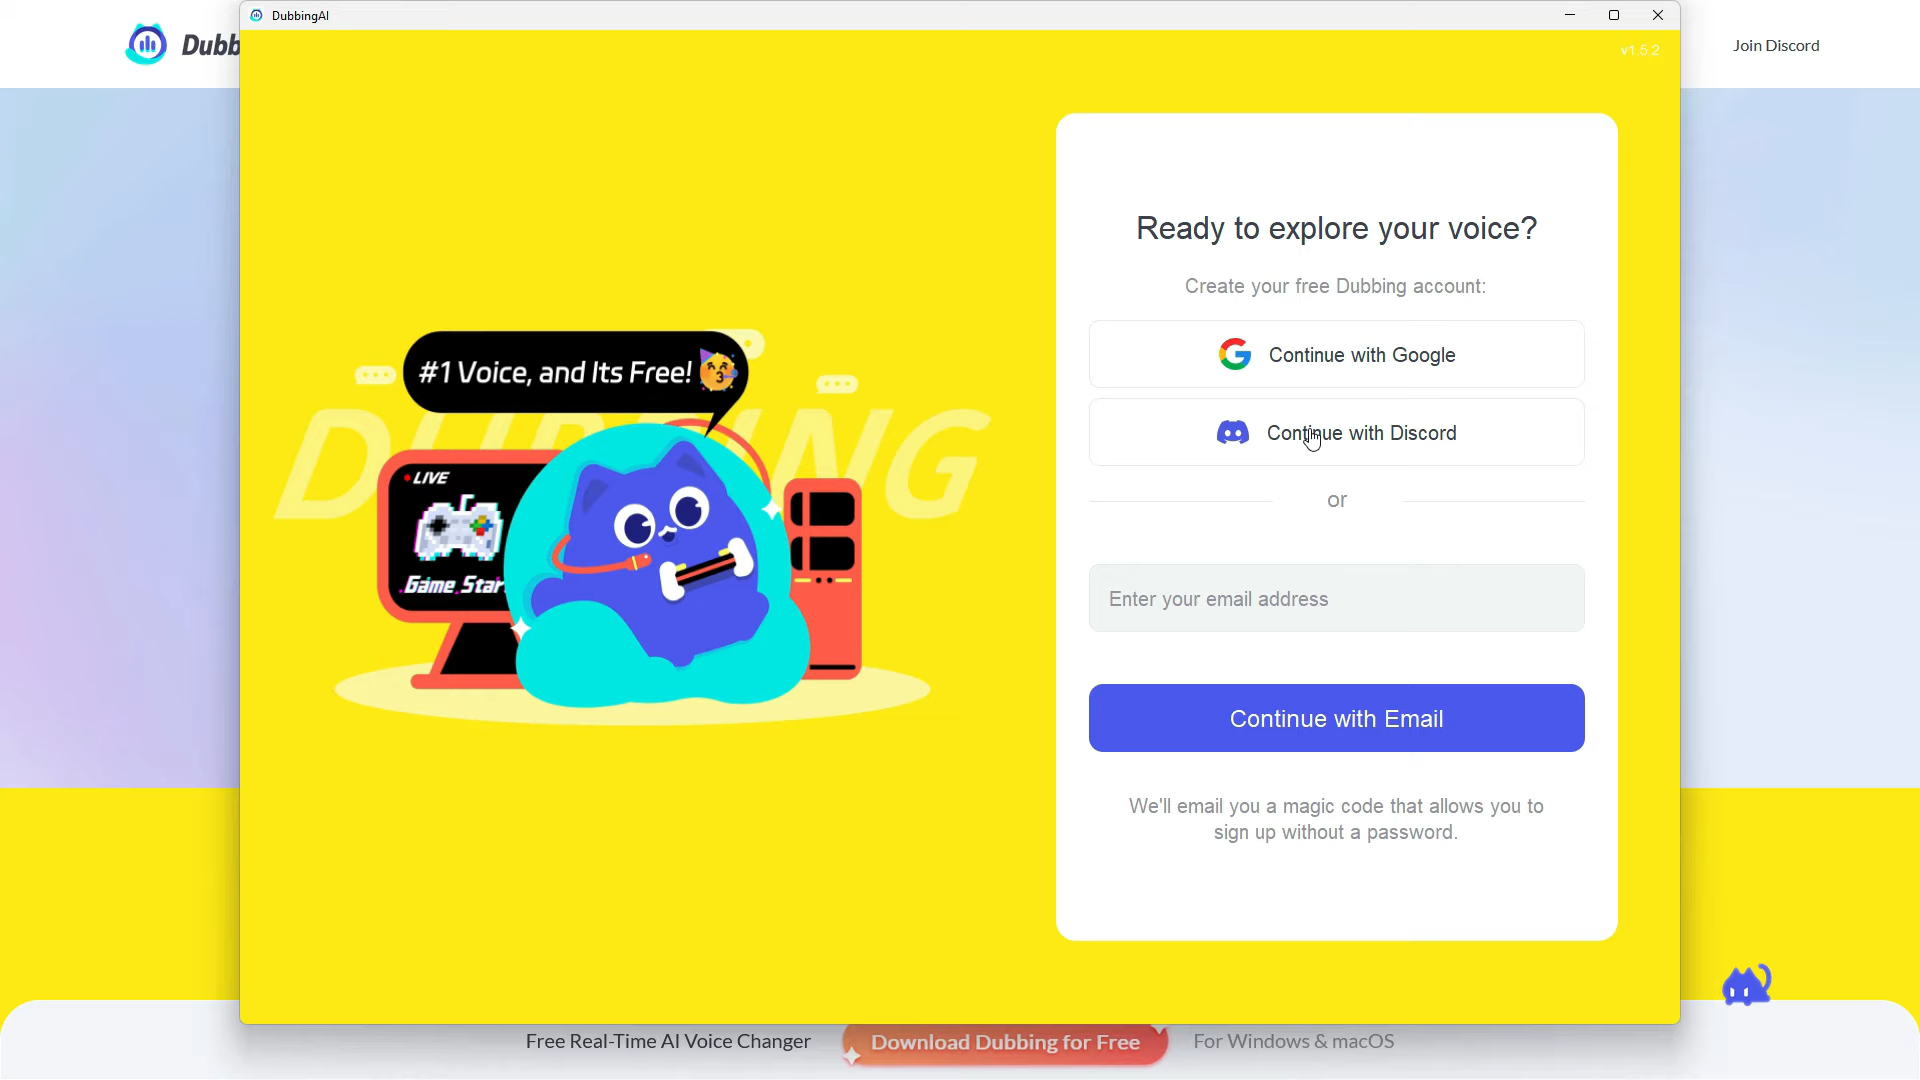 DubbingAI
Dubb
Join Discord
v1.5.2
Ready to explore your voice?
Create your free Dubbing account:
Continue with Google
Continue with Discord
or
Enter your email address
Continue with Email
We'll email you a magic code that allows you to
sign up without a password.
#1 Voice, and Its Free!
DUBBING
LIVE
Game Star
Free Real-Time AI Voice Changer
Download Dubbing for Free
For Windows & macOS